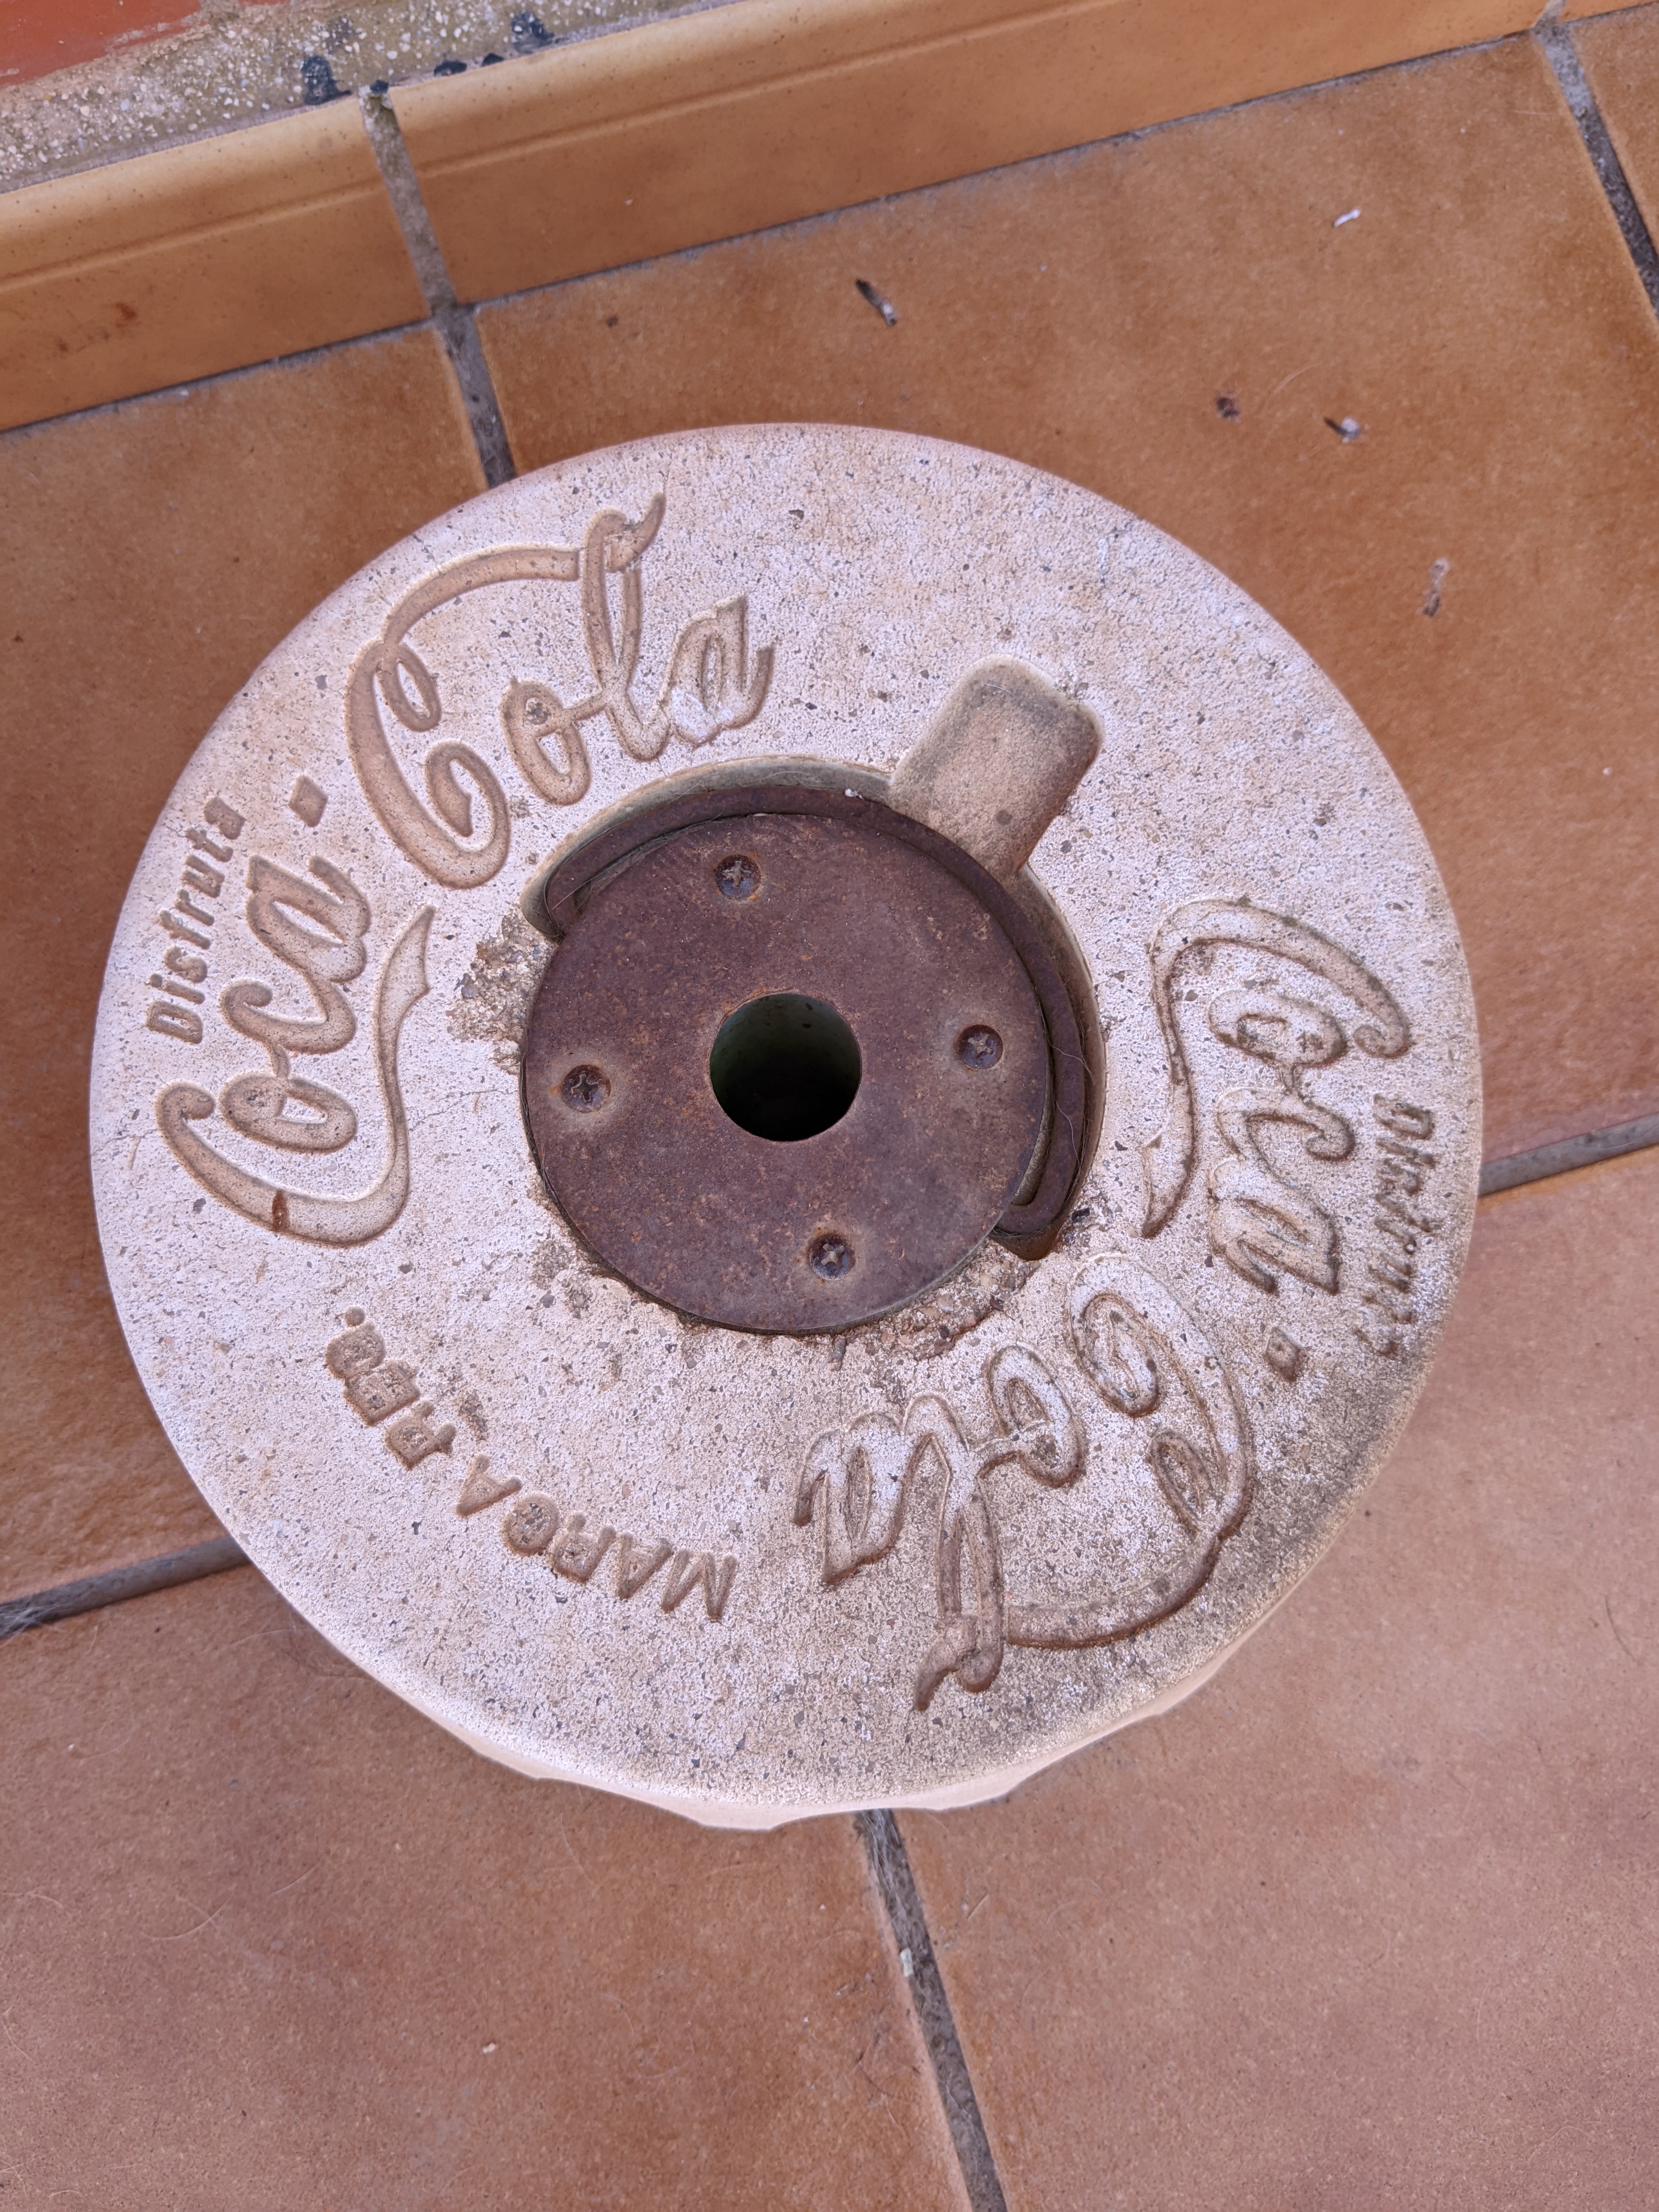 Disfruta
Coca-Cola
Disfruta
Coca-Cola
MARCA REG.